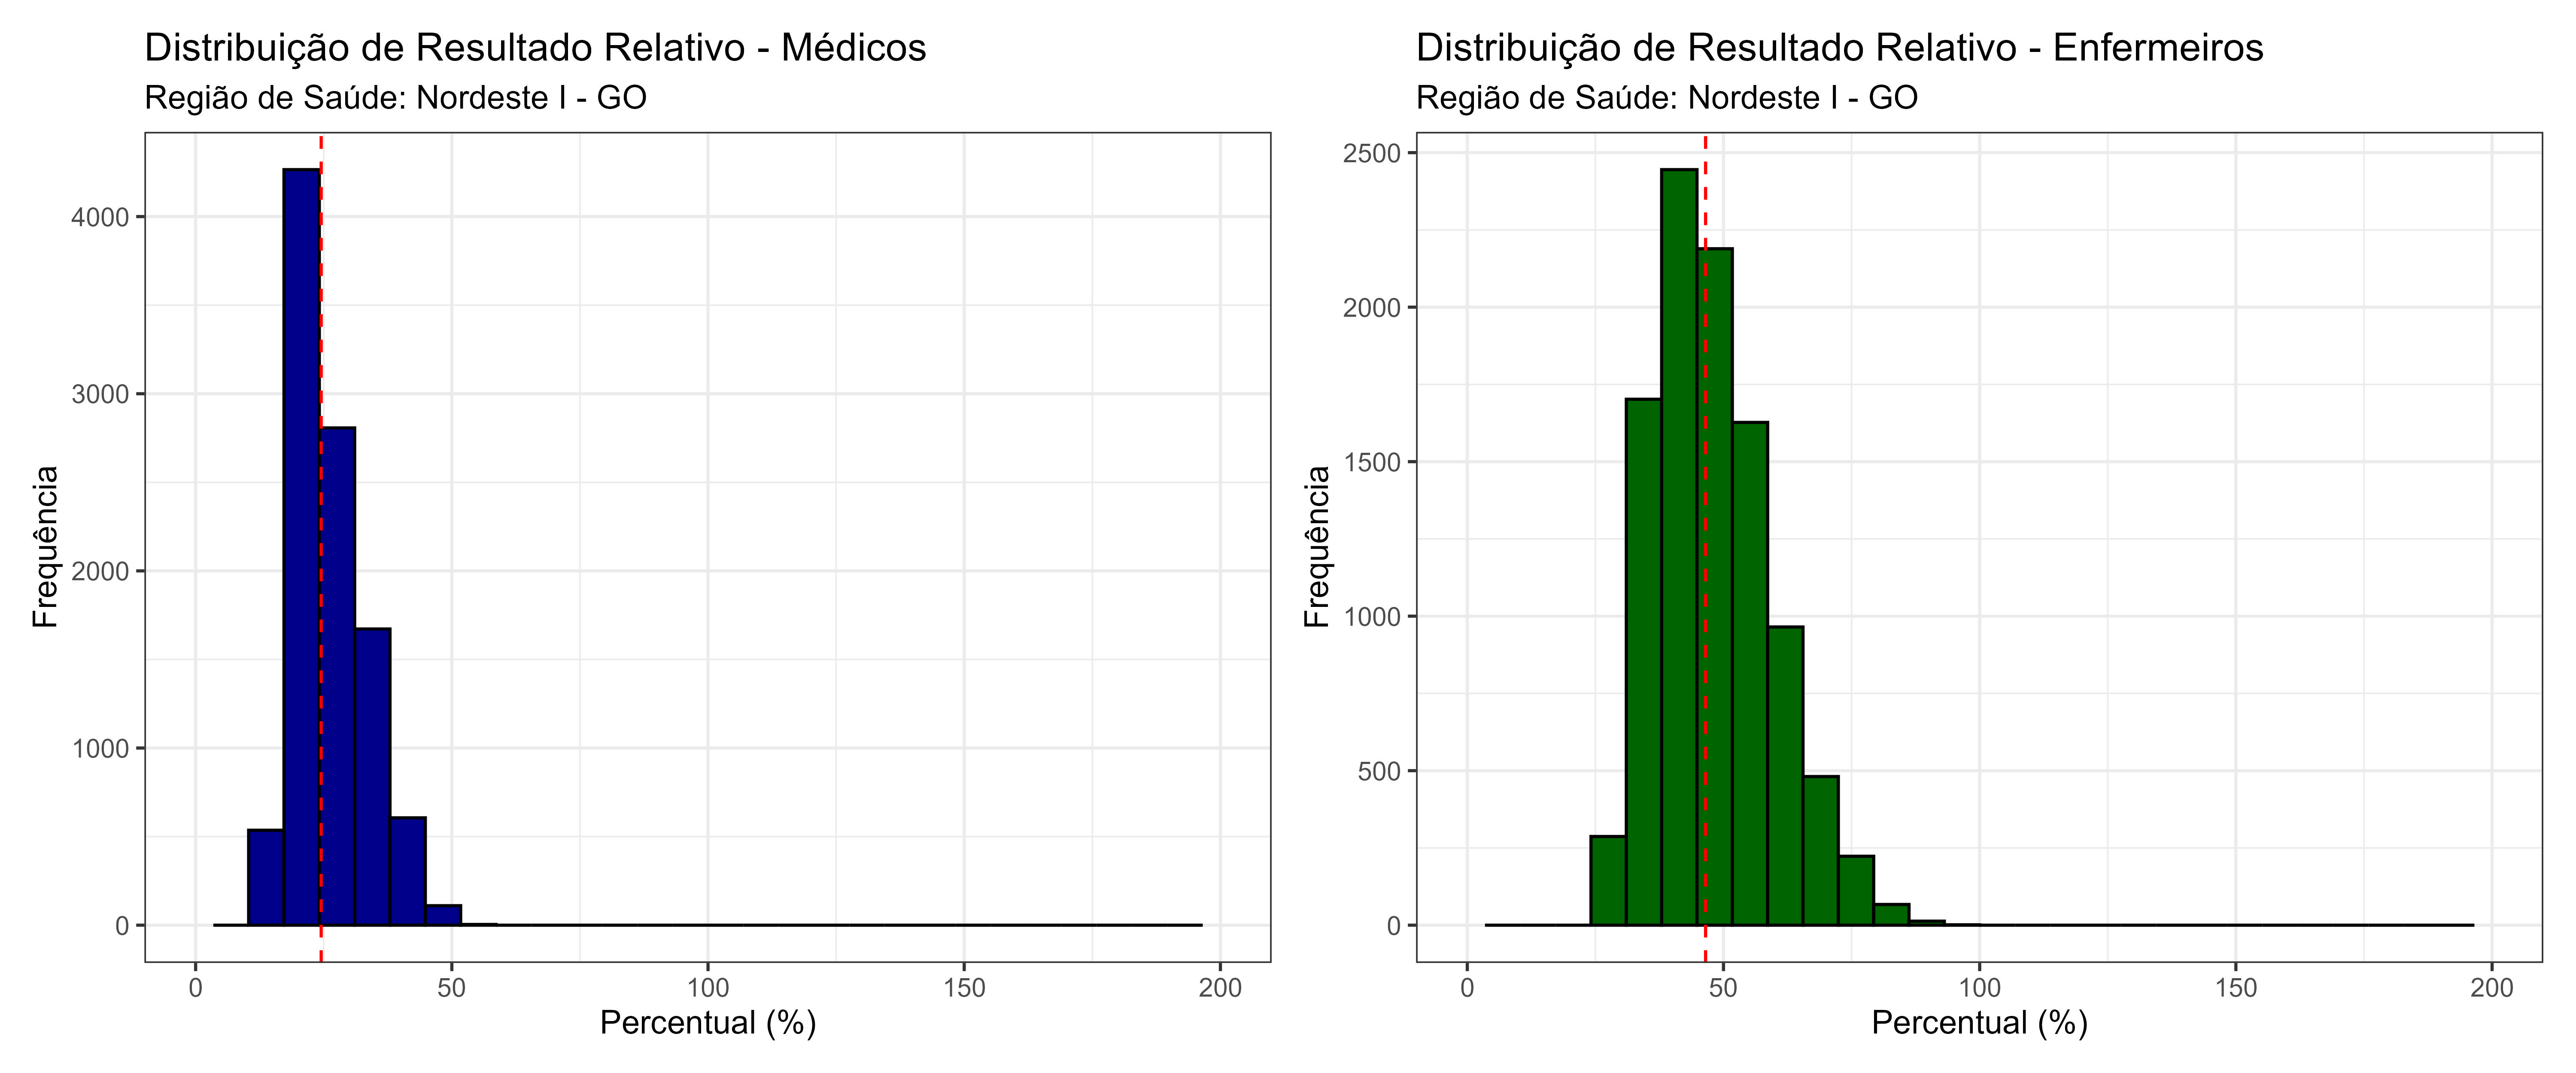 Distribuição de Resultado Relativo - Médicos
Região de Saúde: Nordeste I - GO
Frequência
4000
3000
2000
1000
0
0 50 100 150 200
Percentual (%)
Distribuição de Resultado Relativo - Enfermeiros
Região de Saúde: Nordeste I - GO
Frequência
2500
2000
1500
1000
500
0
0 50 100 150 200
Percentual (%)